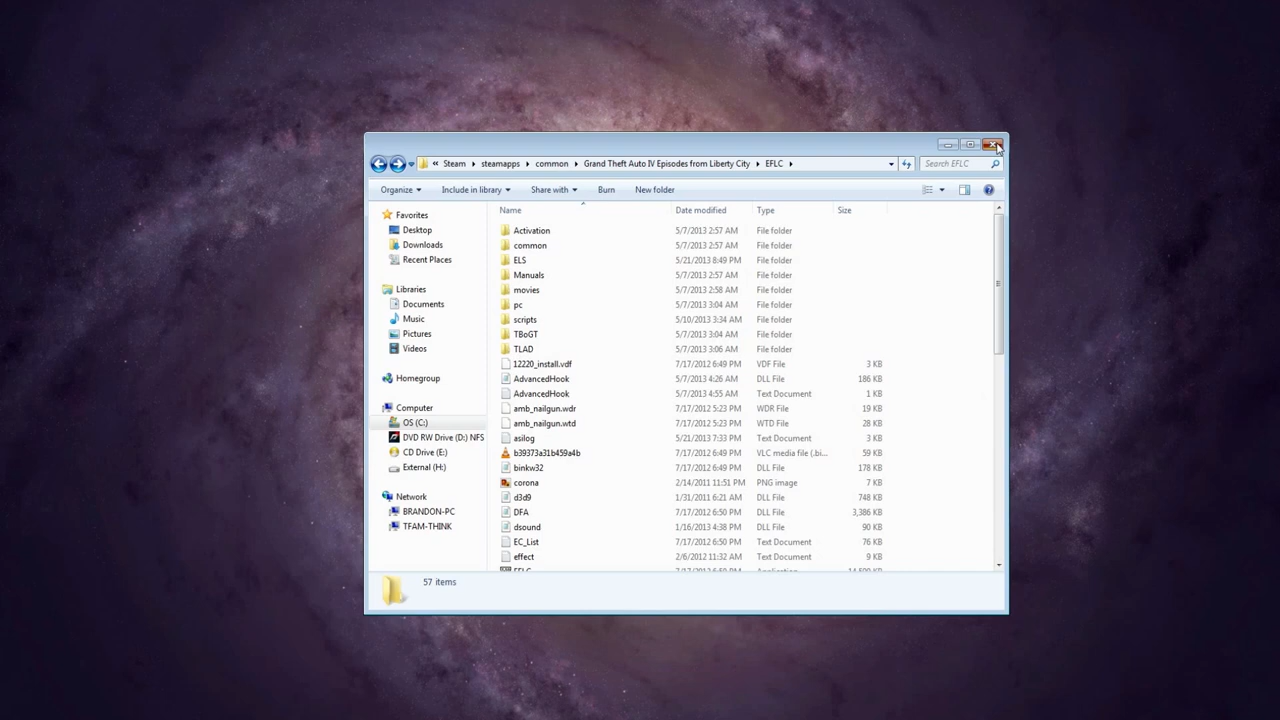 « Steam ▸ steamapps ▸ common ▸ Grand Theft Auto IV Episodes from Liberty City ▸ EFLC ▸ Search EFLC
Organize ▾ Include in library ▾ Share with ▾ Burn New folder
Favorites
Desktop
Downloads
Recent Places
Libraries
Documents
Music
Pictures
Videos
Homegroup
Computer
OS (C:)
DVD RW Drive (D:) NFS
CD Drive (E:)
External (H:)
Network
BRANDON-PC
TFAM-THINK
Name Date modified Type Size
Activation 5/7/2013 2:57 AM File folder
common 5/7/2013 2:57 AM File folder
ELS 5/21/2013 8:49 PM File folder
Manuals 5/7/2013 2:57 AM File folder
movies 5/7/2013 2:58 AM File folder
pc 5/7/2013 3:04 AM File folder
scripts 5/10/2013 3:34 AM File folder
TBoGT 5/7/2013 3:04 AM File folder
TLAD 5/7/2013 3:06 AM File folder
12220_install.vdf 7/17/2012 6:49 PM VDF File 3 KB
AdvancedHook 5/7/2013 4:26 AM DLL File 186 KB
AdvancedHook 5/7/2013 4:55 AM Text Document 1 KB
amb_nailgun.wdr 7/17/2012 5:23 PM WDR File 19 KB
amb_nailgun.wtd 7/17/2012 5:23 PM WTD File 28 KB
asilog 5/21/2013 7:33 PM Text Document 3 KB
b39373a31b459a4b 7/17/2012 6:49 PM VLC media file (.bi... 59 KB
binkw32 7/17/2012 6:49 PM DLL File 178 KB
corona 2/14/2011 11:51 PM PNG image 7 KB
d3d9 1/31/2011 6:21 AM DLL File 748 KB
DFA 7/17/2012 6:50 PM DLL File 3,386 KB
dsound 1/16/2013 4:38 PM DLL File 90 KB
EC_List 7/17/2012 6:50 PM Text Document 76 KB
effect 2/6/2012 11:32 AM Text Document 9 KB
EFLC 7/17/2012 6:50 PM Application
57 items